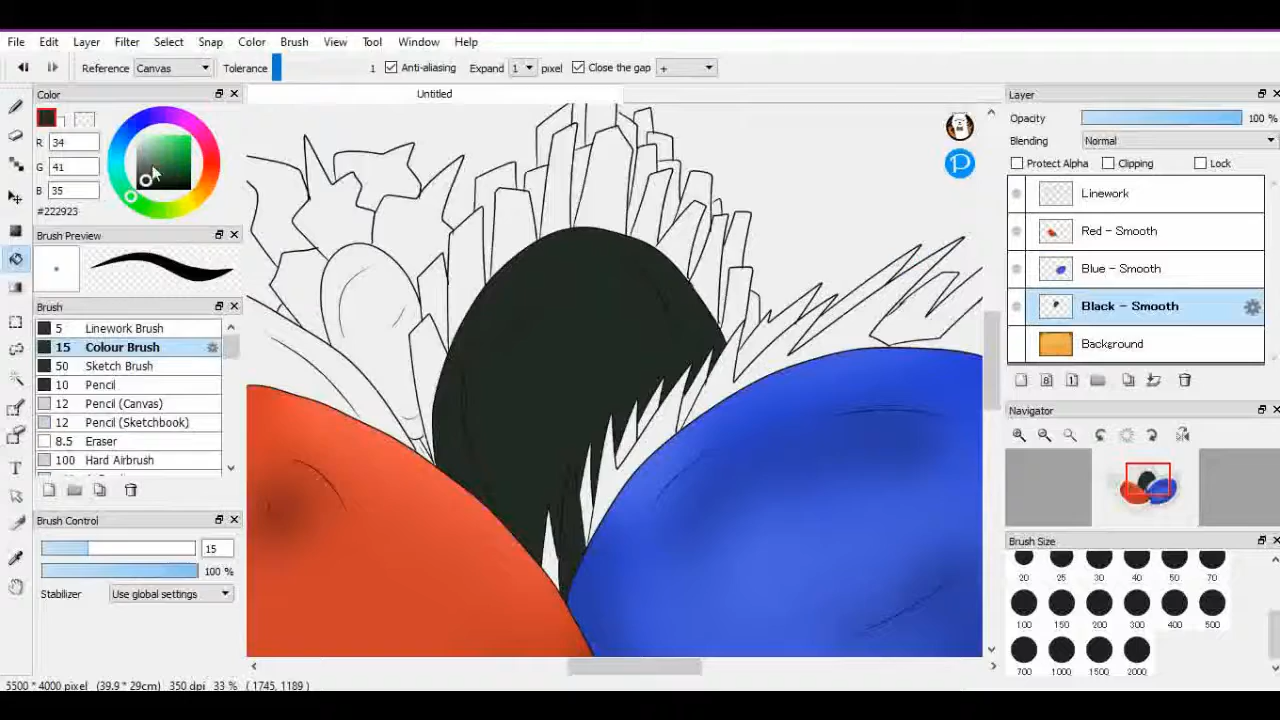 File Edit Layer Filter Select Snap Color Brush View Tool Window Help
Reference Canvas Tolerance 1 Anti-aliasing Expand 1 pixel Close the gap +
Color
Untitled
Layer
R 34
G 41
B 35
#222923
Opacity 100 %
Blending Normal
Protect Alpha Clipping Lock
Linework
Red - Smooth
Blue - Smooth
Black - Smooth
Background
Brush Preview
Brush
5 Linework Brush
15 Colour Brush
50 Sketch Brush
10 Pencil
12 Pencil (Canvas)
12 Pencil (Sketchbook)
8.5 Eraser
100 Hard Airbrush
Navigator
Brush Control
15
100 %
Stabilizer Use global settings
Brush Size
20 25 30 40 50 70
100 150 200 300 400 500
700 1000 1500 2000
5500 * 4000 pixel (39.9 * 29cm) 350 dpi 33 % ( 1745, 1189 )